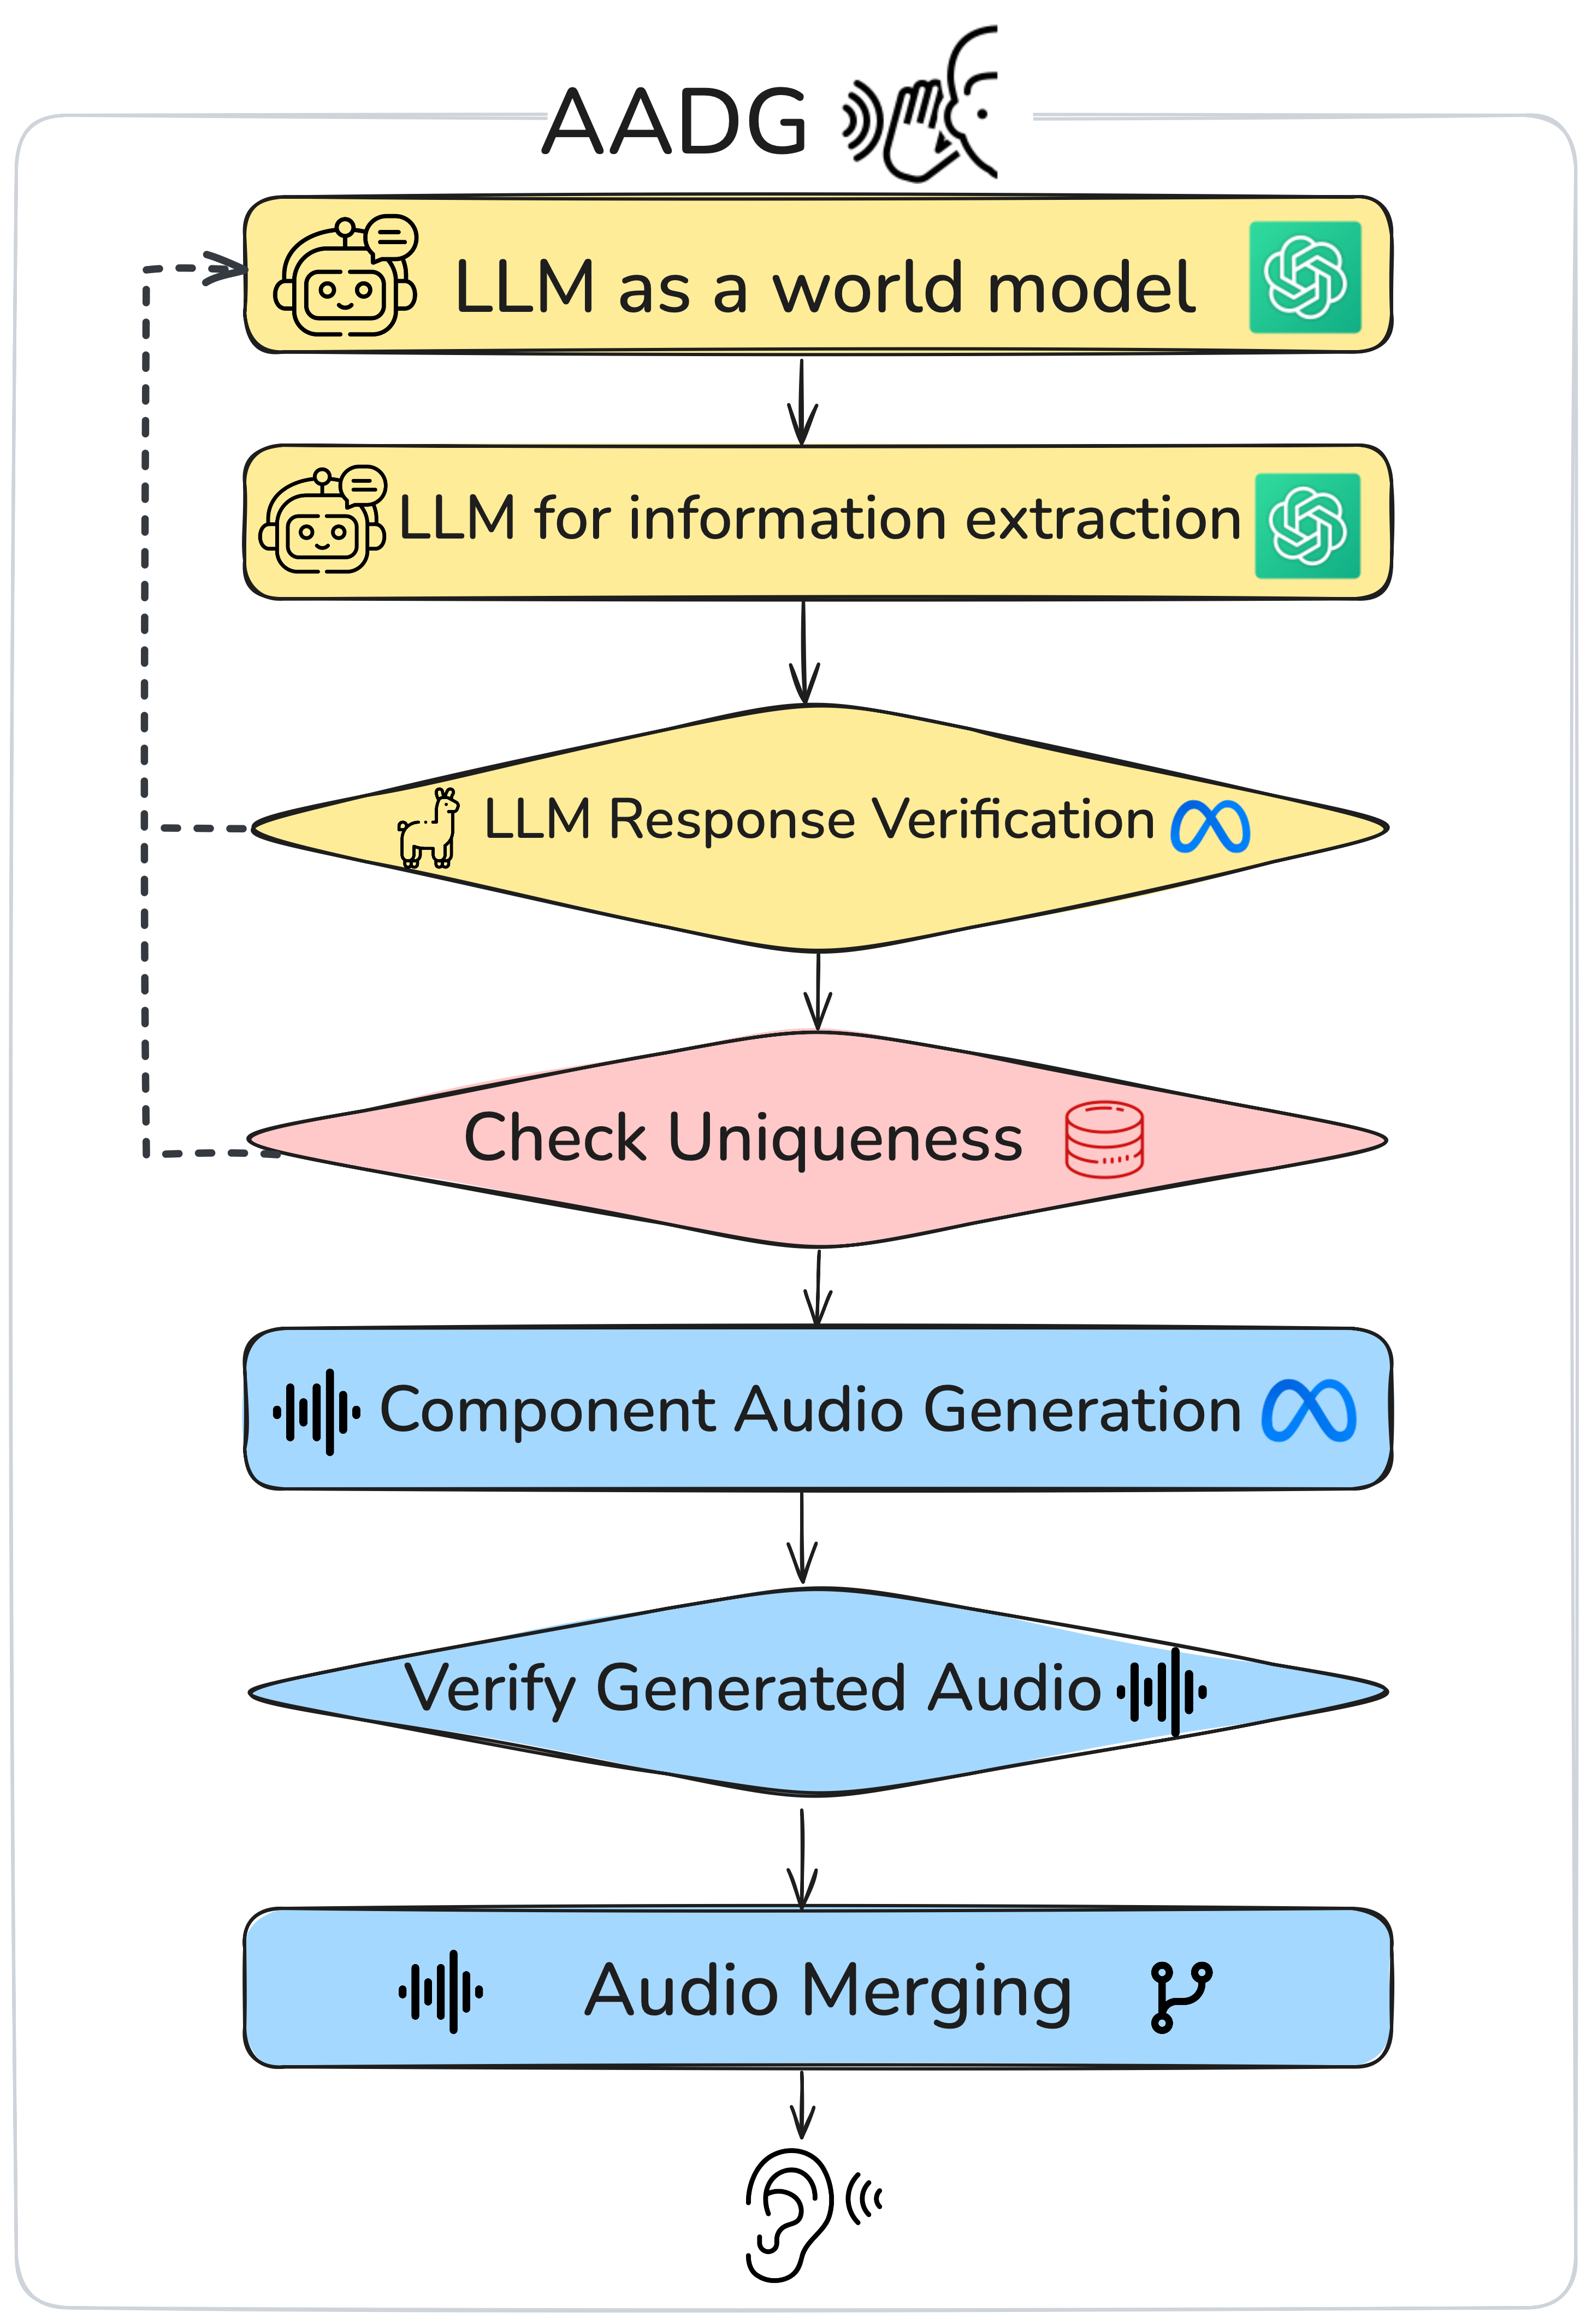 AADG
LLM as a world model
LLM for information extraction
LLM Response Verification
Check Uniqueness
Component Audio Generation
Verify Generated Audio
Audio Merging